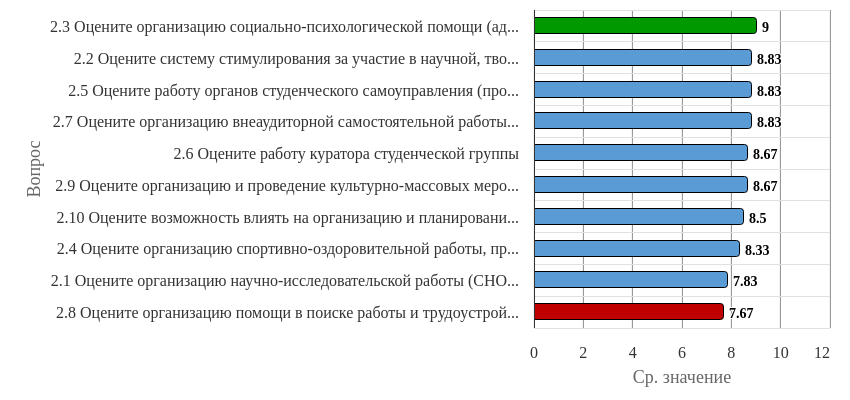 2.3 Оцените организацию социально-психологической помощи (ад... 9
2.2 Оцените систему стимулирования за участие в научной, тво... 8.83
2.5 Оцените работу органов студенческого самоуправления (про... 8.83
2.7 Оцените организацию внеаудиторной самостоятельной работы... 8.83
2.6 Оцените работу куратора студенческой группы 8.67
2.9 Оцените организацию и проведение культурно-массовых меро... 8.67
2.10 Оцените возможность влиять на организацию и планировани... 8.5
2.4 Оцените организацию спортивно-оздоровительной работы, пр... 8.33
2.1 Оцените организацию научно-исследовательской работы (СНО... 7.83
2.8 Оцените организацию помощи в поиске работы и трудоустрой... 7.67
Вопрос
0 2 4 6 8 10 12
Ср. значение